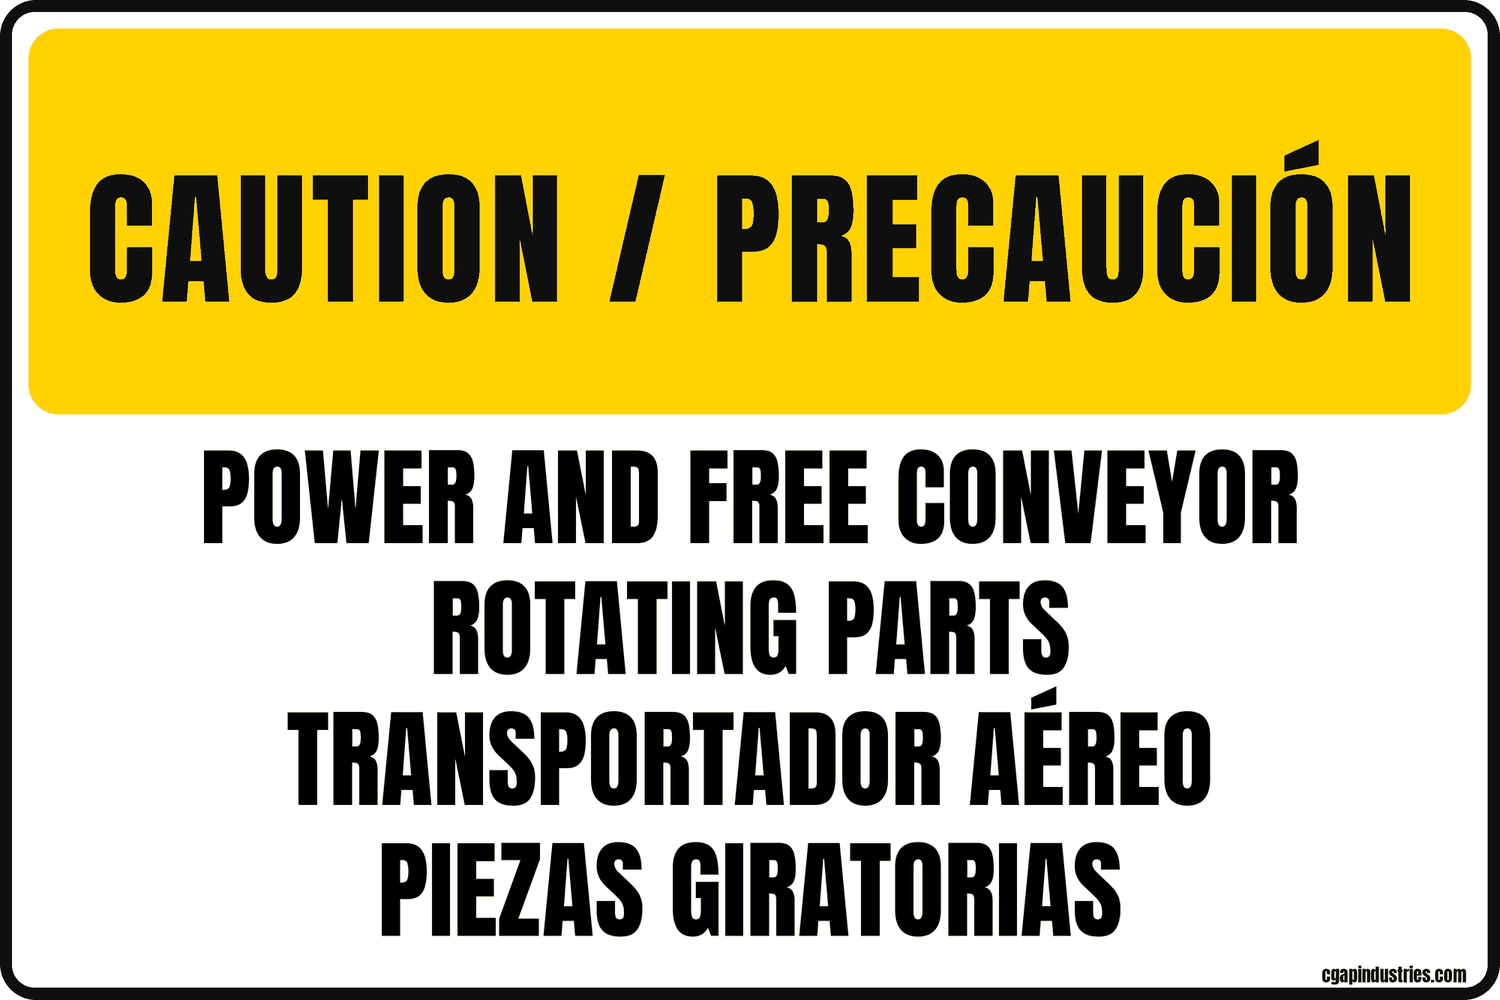 CAUTION / PRECAUCIÓN
POWER AND FREE CONVEYOR
ROTATING PARTS
TRANSPORTADOR AÉREO
PIEZAS GIRATORIAS
cgapindustries.com